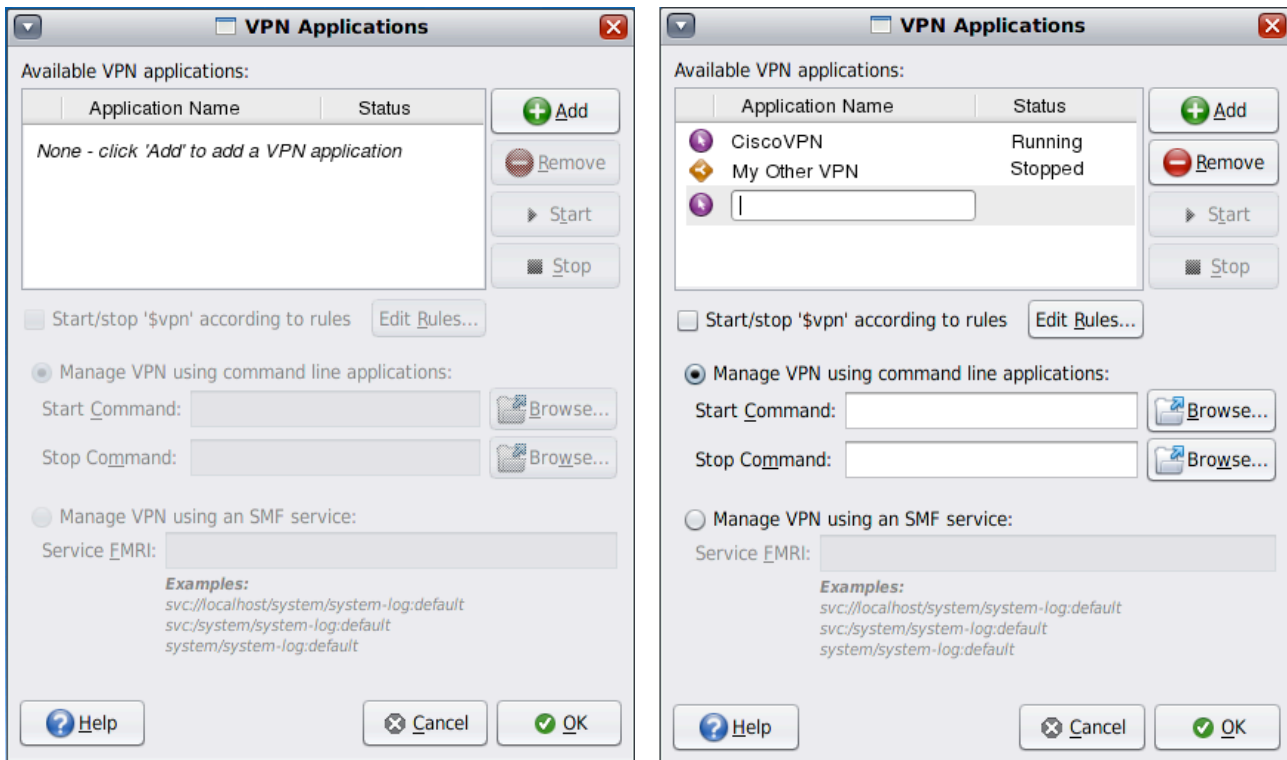 VPN Applications
Available VPN applications:
Application Name Status
Add
None - click 'Add' to add a VPN application
Remove
Start
Stop
Start/stop '$vpn' according to rules Edit Rules...
Manage VPN using command line applications:
Start Command: Browse...
Stop Command: Browse...
Manage VPN using an SMF service:
Service FMRI:
Examples:
svc://localhost/system/system-log:default
svc:/system/system-log:default
system/system-log:default
Help Cancel OK
VPN Applications
Available VPN applications:
Application Name Status
Add
CiscoVPN Running
Remove
My Other VPN Stopped
Start
Stop
Start/stop '$vpn' according to rules Edit Rules...
Manage VPN using command line applications:
Start Command: Browse...
Stop Command: Browse...
Manage VPN using an SMF service:
Service FMRI:
Examples:
svc://localhost/system/system-log:default
svc:/system/system-log:default
system/system-log:default
Help Cancel OK